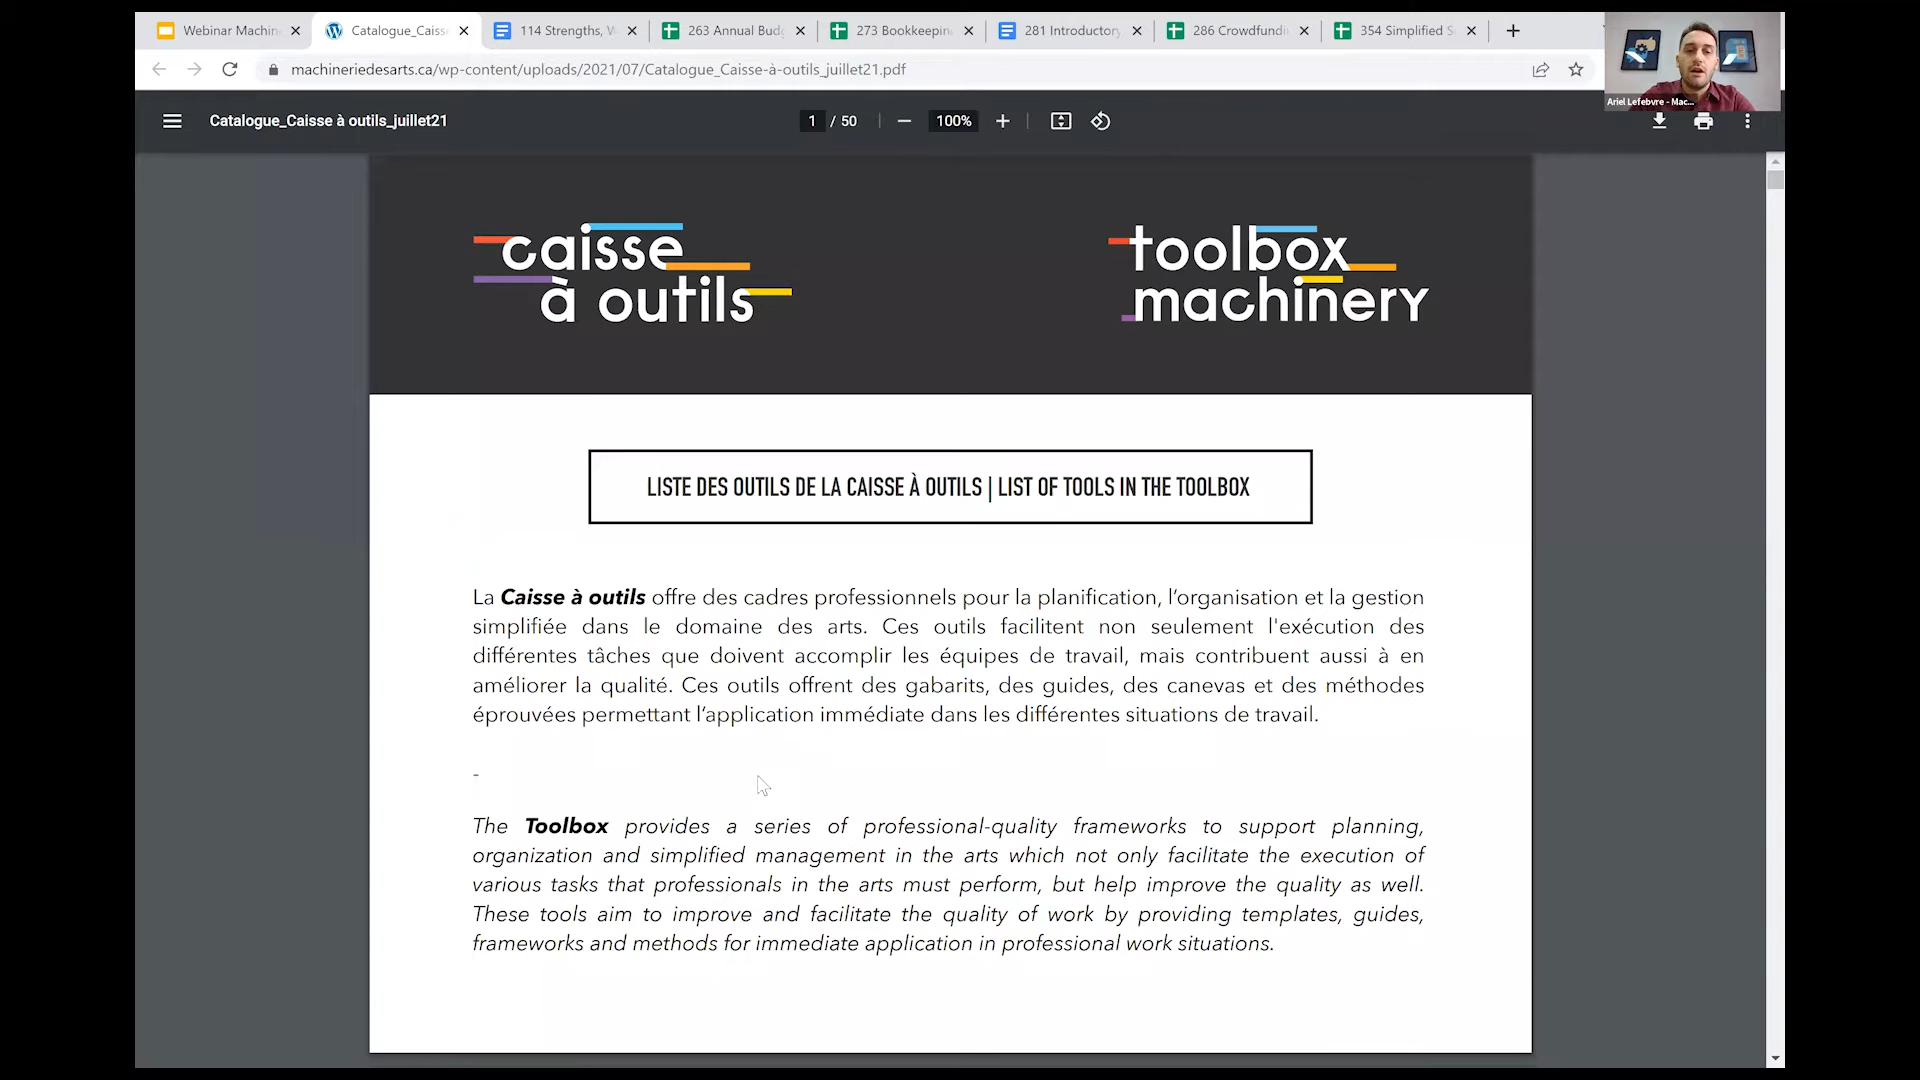 Webinar Machin
Catalogue_Caiss
114 Strengths, W
263 Annual Budg
273 Bookkeeping
281 Introductory
286 Crowdfundi
354 Simplified S
machineriedesarts.ca/wp-content/uploads/2021/07/Catalogue_Caisse-à-outils_juillet21.pdf
Ariel Lefebvre - Mac...
Catalogue_Caisse à outils_juillet21
1 / 50
100%
caisse
à outils
toolbox
machinery
LISTE DES OUTILS DE LA CAISSE À OUTILS | LIST OF TOOLS IN THE TOOLBOX
La Caisse à outils offre des cadres professionnels pour la planification, l’organisation et la gestion
simplifiée dans le domaine des arts. Ces outils facilitent non seulement l'exécution des
différentes tâches que doivent accomplir les équipes de travail, mais contribuent aussi à en
améliorer la qualité. Ces outils offrent des gabarits, des guides, des canevas et des méthodes
éprouvées permettant l’application immédiate dans les différentes situations de travail.
-
The Toolbox provides a series of professional-quality frameworks to support planning,
organization and simplified management in the arts which not only facilitate the execution of
various tasks that professionals in the arts must perform, but help improve the quality as well.
These tools aim to improve and facilitate the quality of work by providing templates, guides,
frameworks and methods for immediate application in professional work situations.